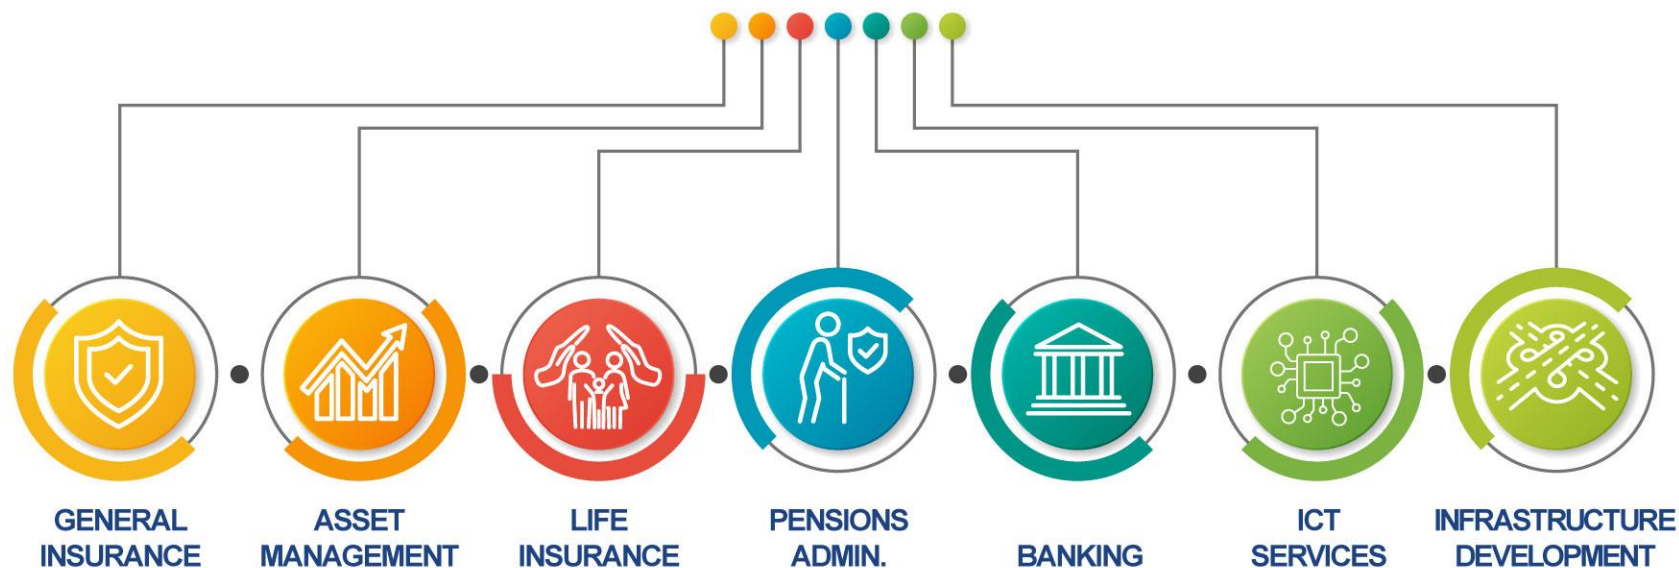 GENERAL
INSURANCE
ASSET
MANAGEMENT
LIFE
INSURANCE
PENSIONS
ADMIN.
BANKING
ICT
SERVICES
INFRASTRUCTURE
DEVELOPMENT